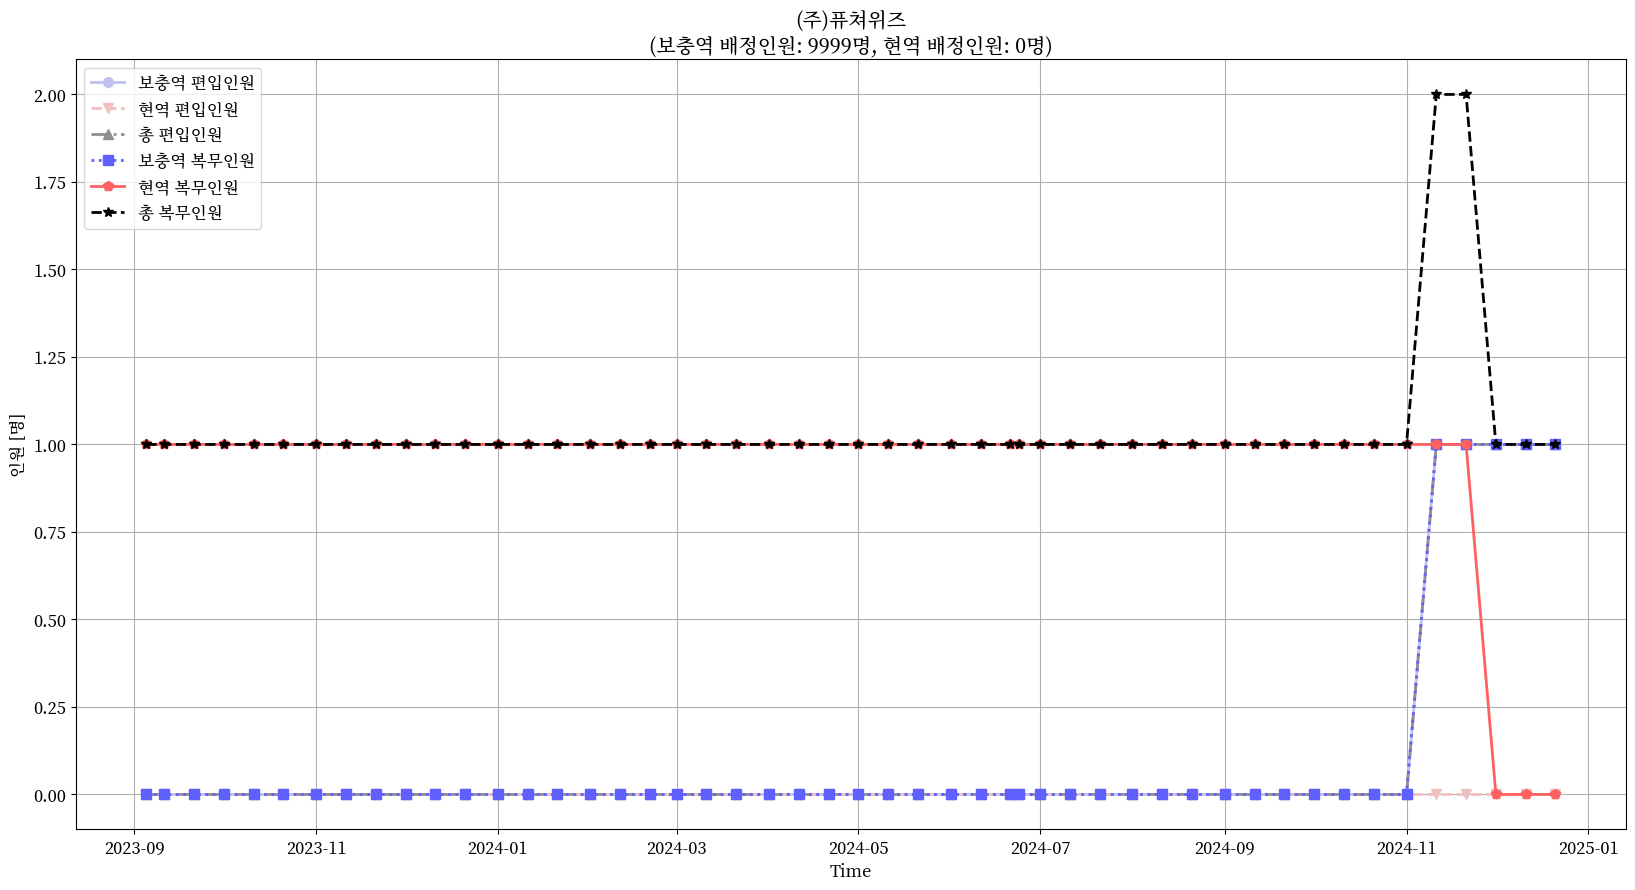 (주)퓨쳐위즈
(보충역 배정인원: 9999명, 현역 배정인원: 0명)
보충역 편입인원
현역 편입인원
총 편입인원
보충역 복무인원
현역 복무인원
총 복무인원
인원 [명]
2.00
1.75
1.50
1.25
1.00
0.75
0.50
0.25
0.00
2023-09 2023-11 2024-01 2024-03 2024-05 2024-07 2024-09 2024-11 2025-01
Time